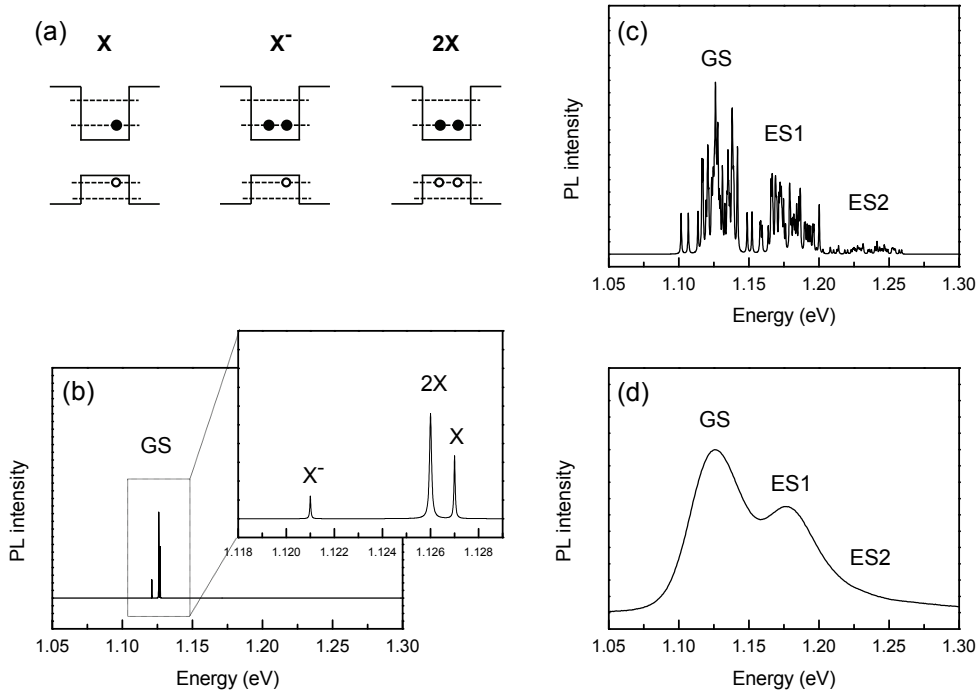 (a)
X X⁻ 2X
(c)
GS
ES1
ES2
PL intensity
1.05 1.10 1.15 1.20 1.25 1.30
Energy (eV)
(b)
GS
PL intensity
1.05 1.10 1.15 1.20 1.25 1.30
Energy (eV)
X⁻
2X
X
1.118 1.120 1.122 1.124 1.126 1.128
(d)
GS
ES1
ES2
PL intensity
1.05 1.10 1.15 1.20 1.25 1.30
Energy (eV)